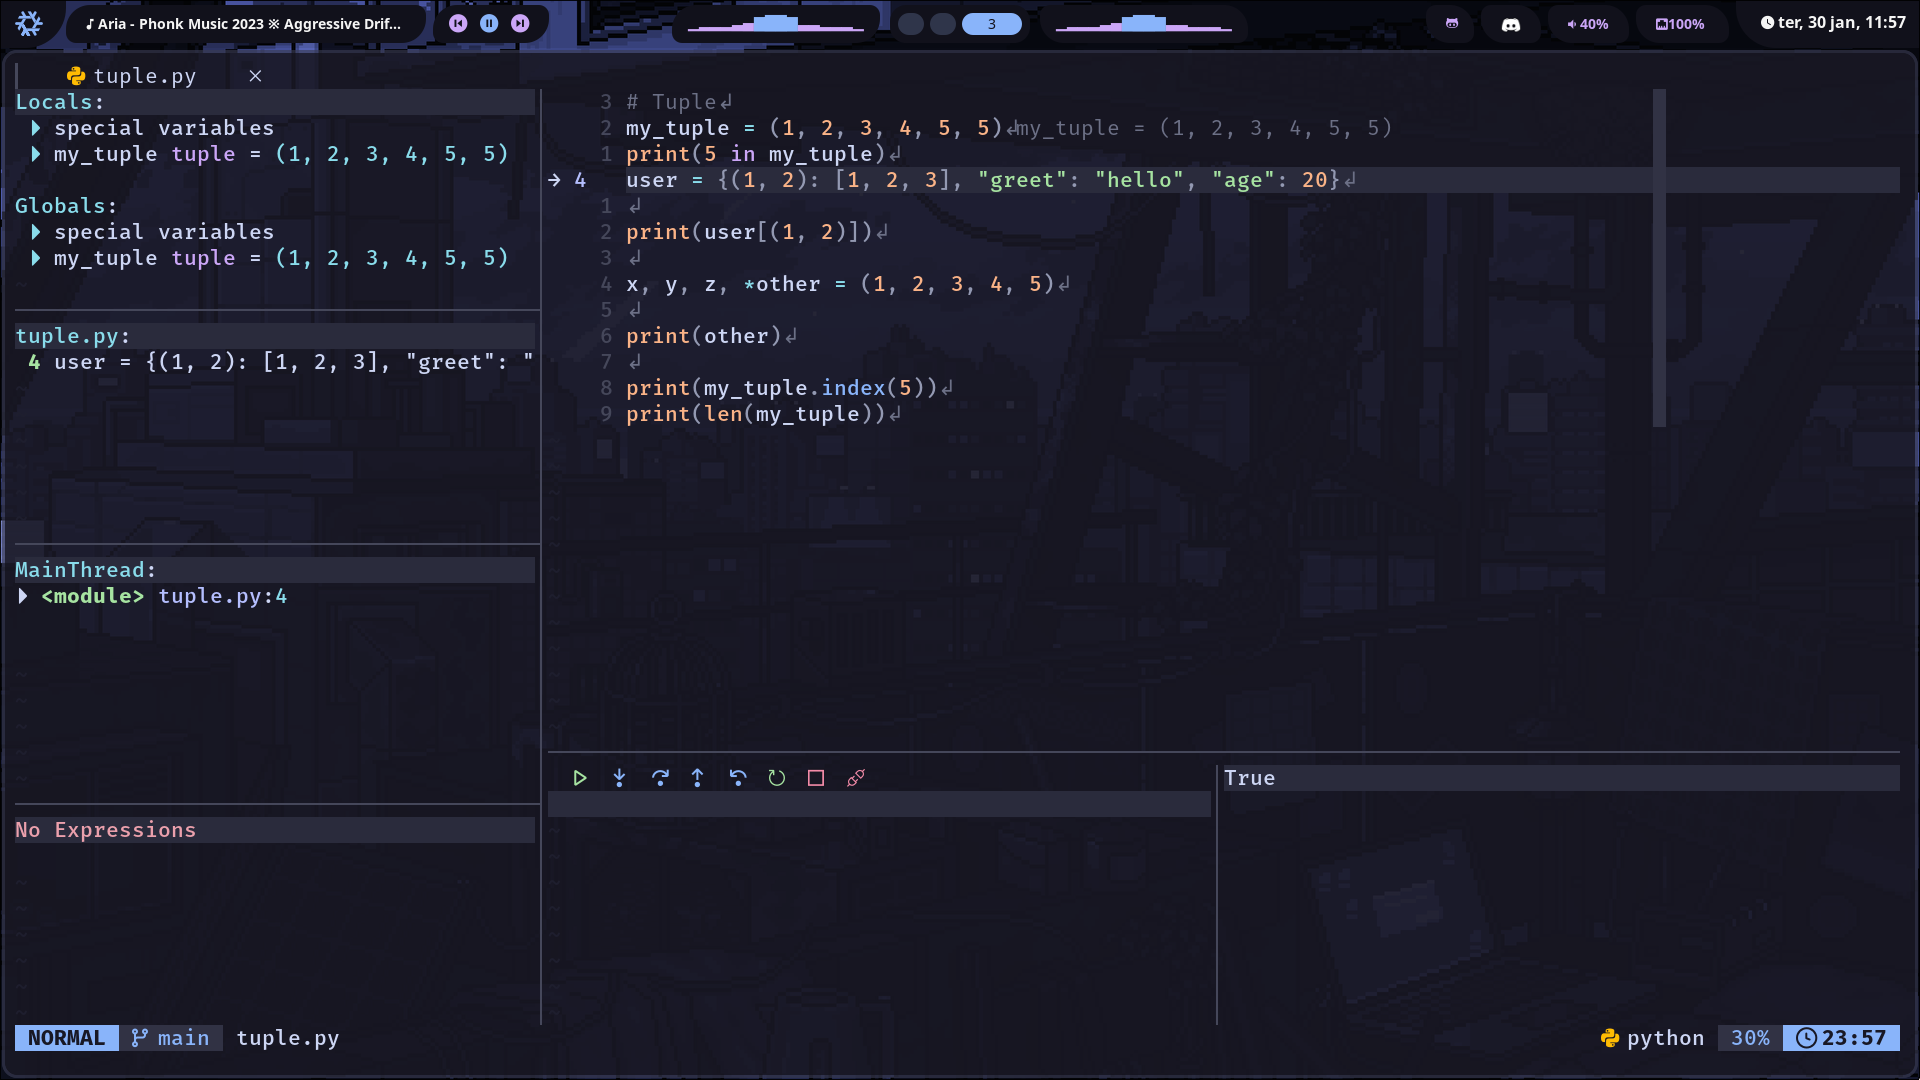 ♪ Aria - Phonk Music 2023 ※ Aggressive Drif...
3
40%
100%
ter, 30 jan, 11:57
tuple.py ×
Locals:
special variables
my_tuple tuple = (1, 2, 3, 4, 5, 5)
Globals:
special variables
my_tuple tuple = (1, 2, 3, 4, 5, 5)
tuple.py:
4 user = {(1, 2): [1, 2, 3], "greet": "
MainThread:
<module> tuple.py:4
No Expressions
3 # Tuple↲
2 my_tuple = (1, 2, 3, 4, 5, 5)↲my_tuple = (1, 2, 3, 4, 5, 5)
1 print(5 in my_tuple)↲
→ 4 user = {(1, 2): [1, 2, 3], "greet": "hello", "age": 20}↲
1 ↲
2 print(user[(1, 2)])↲
3 ↲
4 x, y, z, *other = (1, 2, 3, 4, 5)↲
5 ↲
6 print(other)↲
7 ↲
8 print(my_tuple.index(5))↲
9 print(len(my_tuple))↲
True
NORMAL main tuple.py
python 30% 23:57